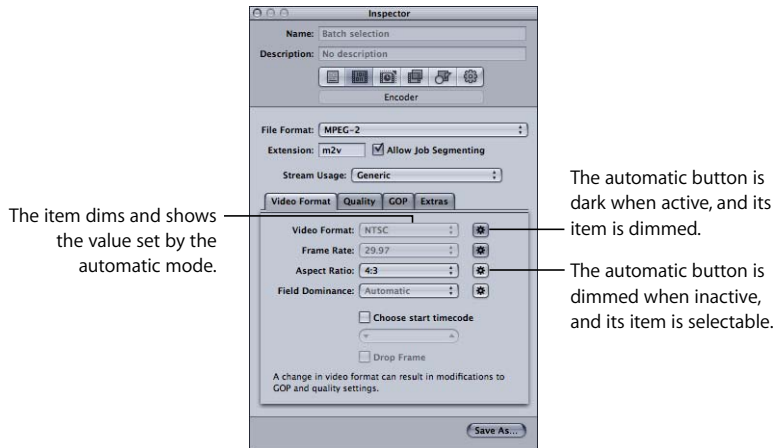 Inspector
Name: Batch selection
Description: No description
Encoder
File Format: MPEG-2
Extension: m2v Allow Job Segmenting
Stream Usage: Generic
Video Format Quality GOP Extras
Video Format: NTSC
Frame Rate: 29.97
Aspect Ratio: 4:3
Field Dominance: Automatic
Choose start timecode
Drop Frame
A change in video format can result in modifications to
GOP and quality settings.
Save As...
The item dims and shows
the value set by the
automatic mode.
The automatic button is
dark when active, and its
item is dimmed.
The automatic button is
dimmed when inactive,
and its item is selectable.